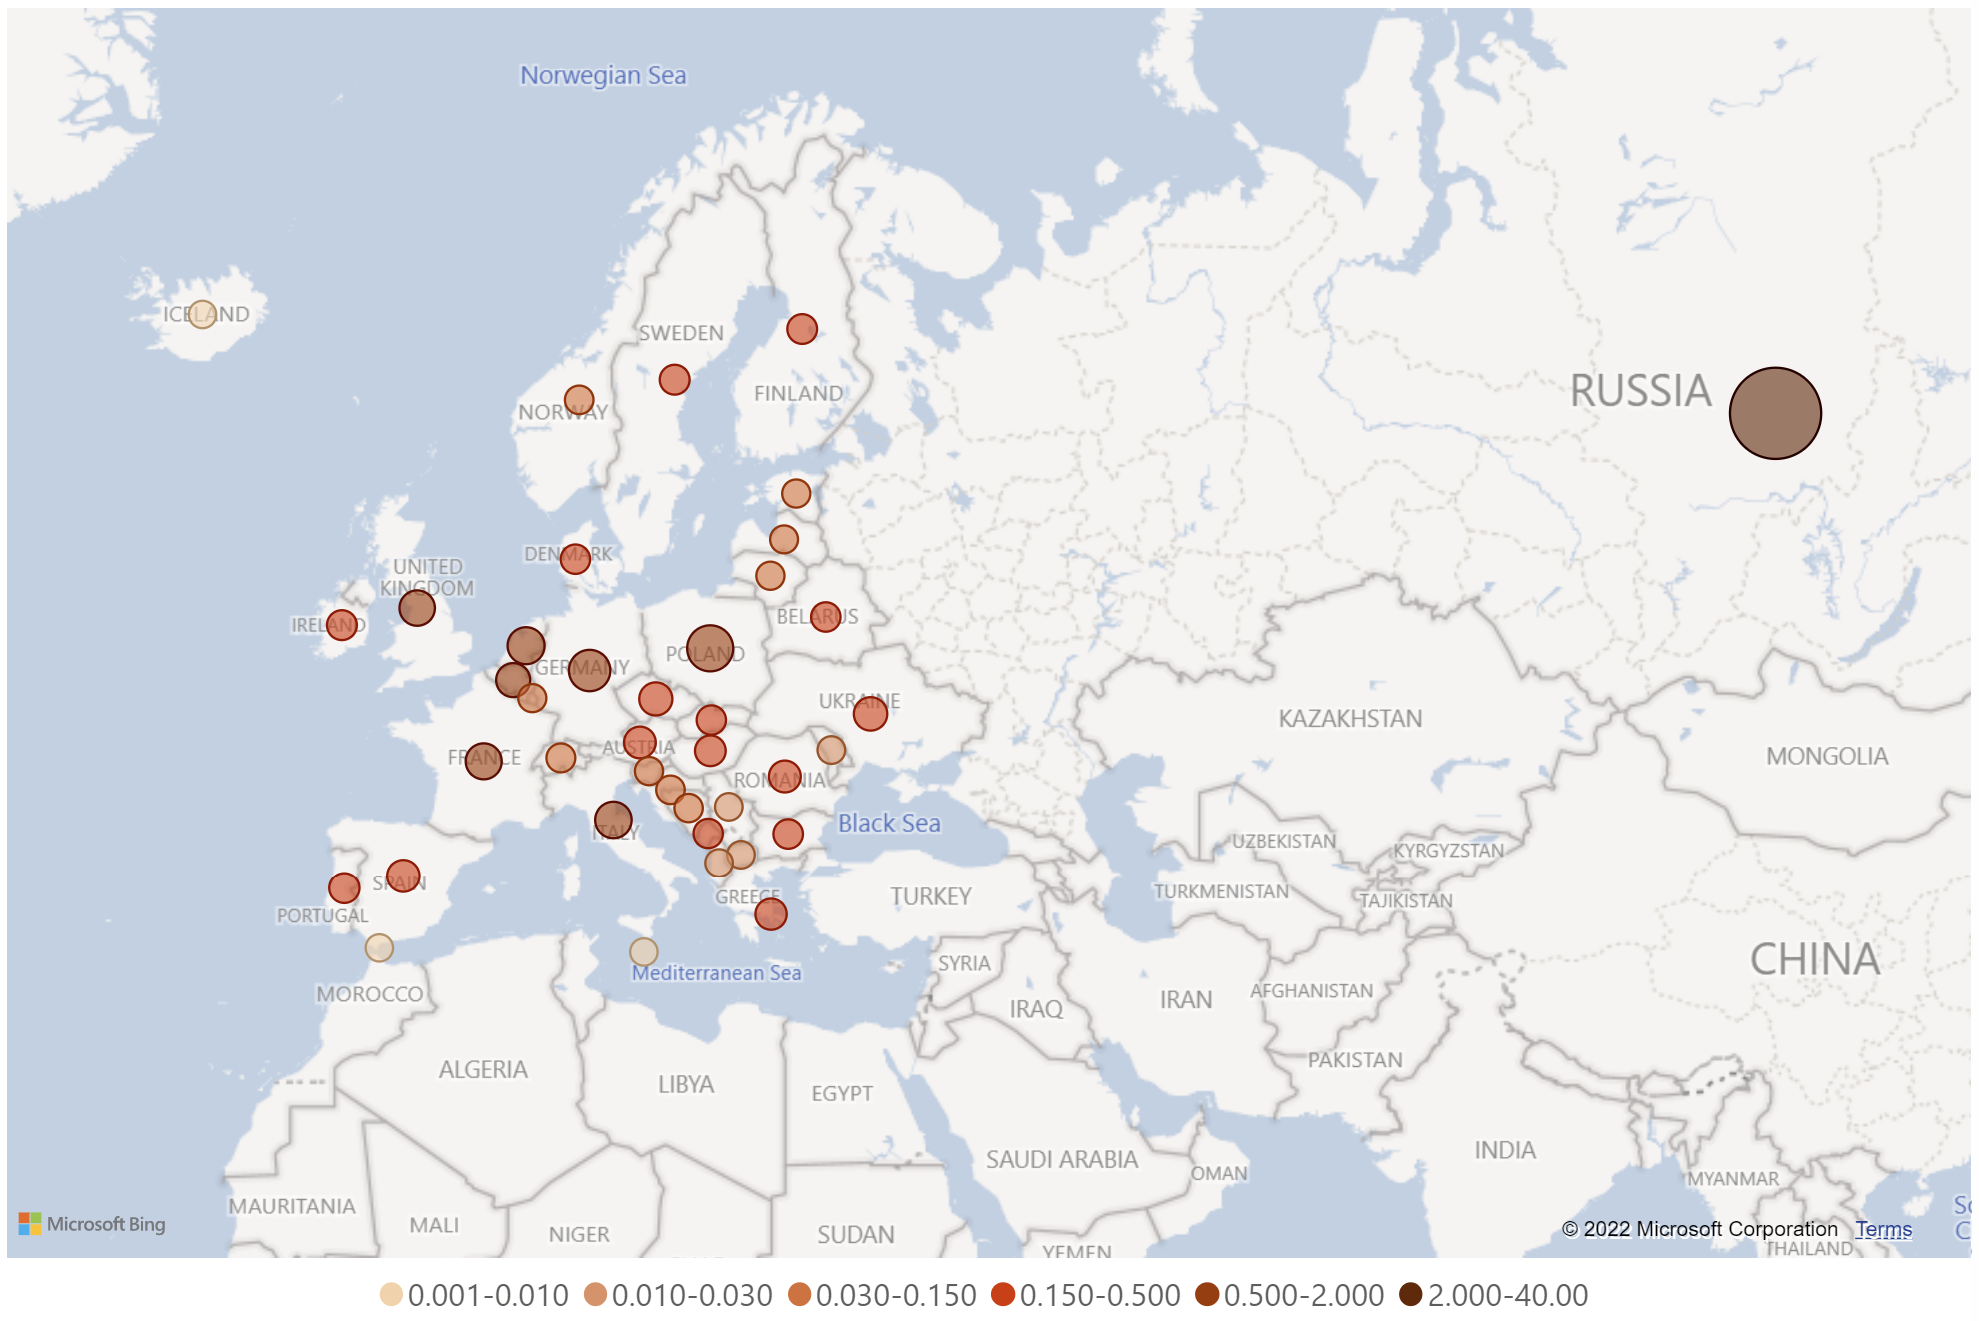 Norwegian Sea
ICELAND
SWEDEN
FINLAND
NORWAY
RUSSIA
DENMARK
UNITED
KINGDOM
IRELAND
BELARUS
POLAND
GERMANY
UKRAINE
KAZAKHSTAN
MONGOLIA
FRANCE
AUSTRIA
ROMANIA
ITALY
Black Sea
UZBEKISTAN
KYRGYZSTAN
SPAIN
PORTUGAL
GREECE
TURKEY
TURKMENISTAN
TAJIKISTAN
CHINA
Mediterranean Sea
SYRIA
MOROCCO
IRAQ
IRAN
AFGHANISTAN
PAKISTAN
ALGERIA
LIBYA
EGYPT
SAUDI ARABIA
OMAN
INDIA
MYANMAR
MAURITANIA
MALI
NIGER
SUDAN
YEMEN
THAILAND
Microsoft Bing
© 2022 Microsoft Corporation Terms
0.001-0.010 0.010-0.030 0.030-0.150 0.150-0.500 0.500-2.000 2.000-40.00